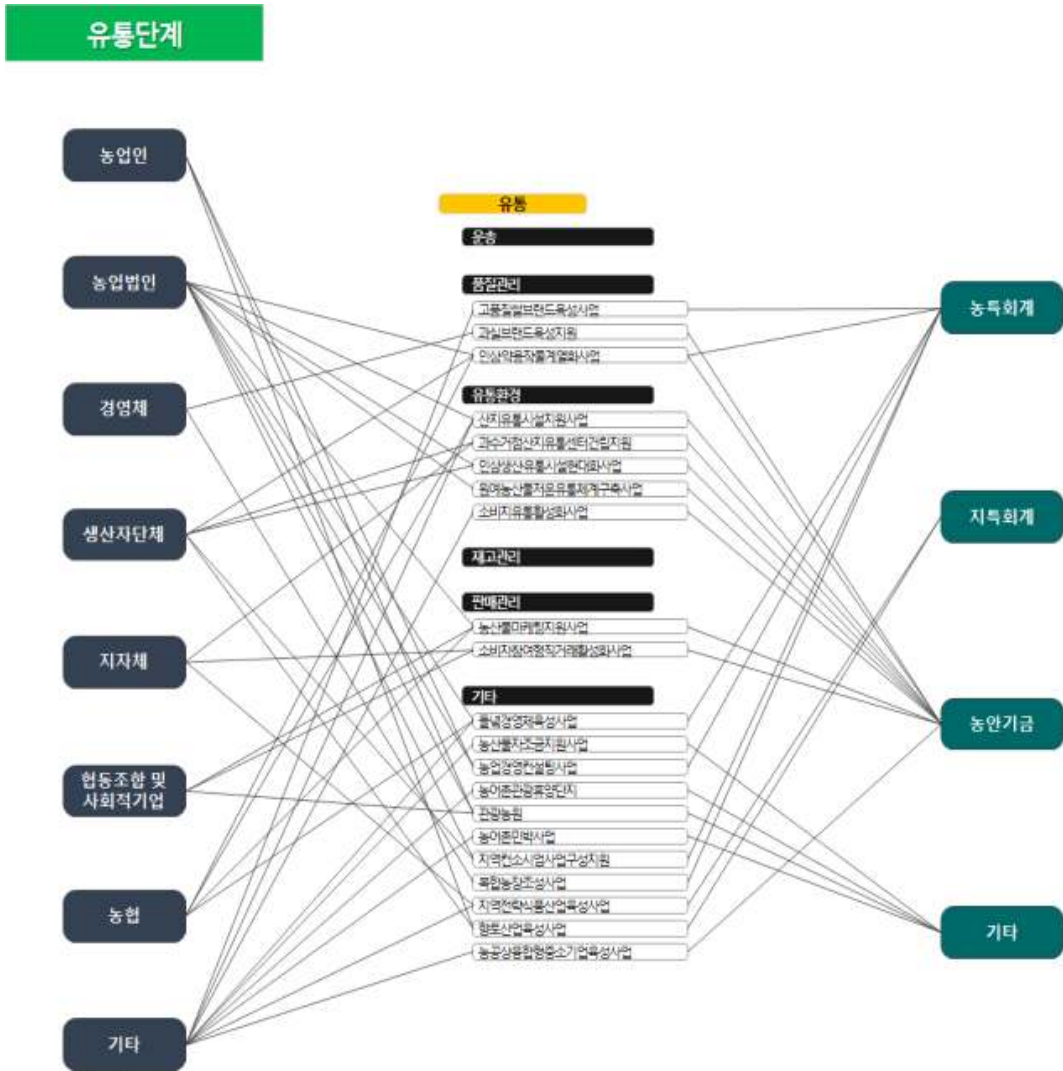 유통단계
농업인
농업법인
경영체
생산자단체
지자체
협동조합 및
사회적기업
농협
기타
유통
운송
품질관리
고품질쌀브랜드육성사업
과실브랜드육성지원
인삼약용작물계열화사업
유통환경
산지유통시설지원사업
과수거점산지유통센터건립지원
인삼생산·유통시설현대화사업
원예농산물저온유통체계구축사업
소비지유통활성화사업
재고관리
판매관리
농산물마케팅지원사업
소비자참여형직거래활성화사업
기타
들녘경영체육성사업
농산물자조금지원사업
농업경영컨설팅사업
농어촌관광휴양단지
관광농원
농어촌민박사업
지역컨소시엄사업구성지원
복합농장조성사업
지역전략식품산업육성사업
향토산업육성사업
농공상융합형중소기업육성사업
농특회계
지특회계
농안기금
기타